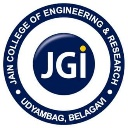 JAIN COLLEGE OF ENGINEERING & RESEARCH
JGi
UDYAMBAG, BELAGAVI